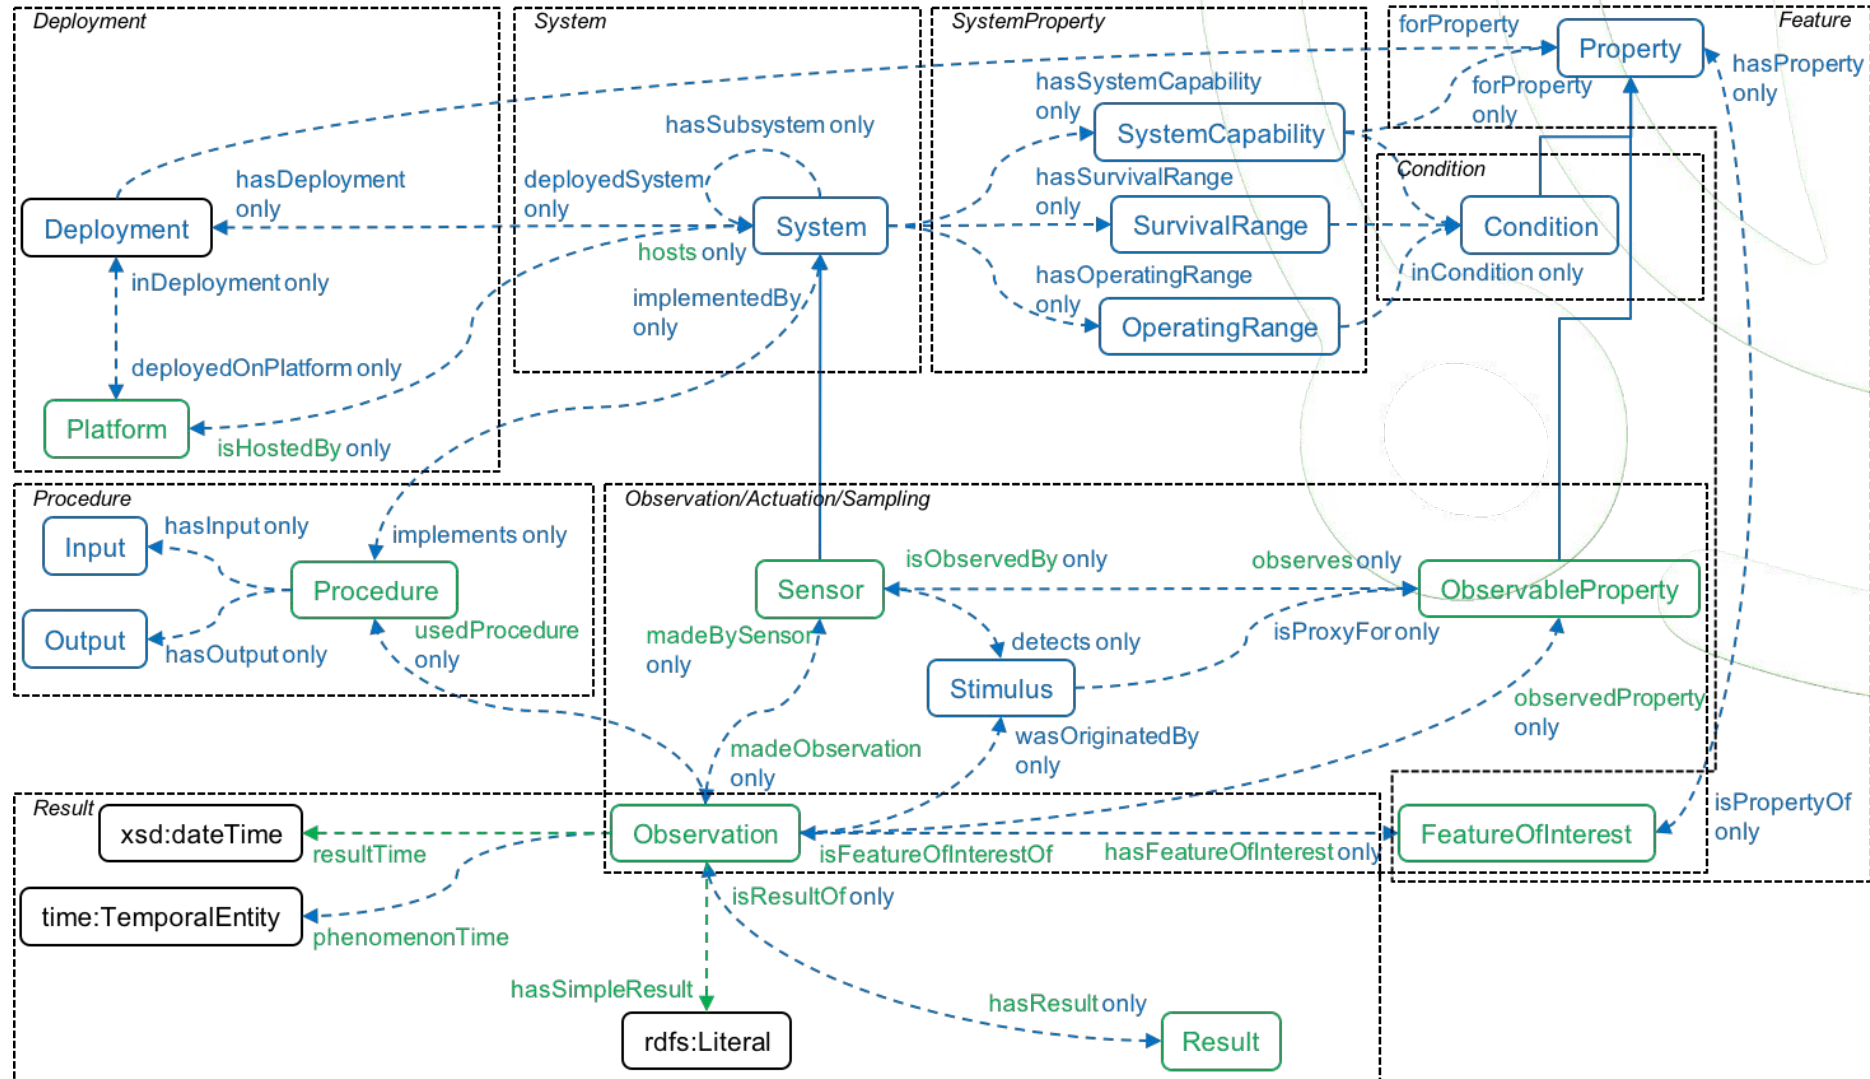 Deployment
System
SystemProperty
Feature
forProperty
Property
hasProperty
only
hasSystemCapability
only
forProperty
only
SystemCapability
hasSubsystem only
Condition
hasDeployment
only
deployedSystem
only
hasSurvivalRange
only
Deployment
System
SurvivalRange
Condition
hosts only
inDeployment only
implementedBy
only
hasOperatingRange
only
inCondition only
OperatingRange
deployedOnPlatform only
Platform
isHostedBy only
Procedure
Observation/Actuation/Sampling
Input
hasInput only
implements only
isObservedBy only
observes only
Procedure
Sensor
ObservableProperty
Output
hasOutput only
usedProcedure
only
madeBySensor
only
detects only
isProxyFor only
Stimulus
observedProperty
only
madeObservation
only
wasOriginatedBy
only
Result
xsd:dateTime
resultTime
Observation
isFeatureOfInterestOf
hasFeatureOfInterest only
FeatureOfInterest
isPropertyOf
only
isResultOf only
time:TemporalEntity
phenomenonTime
hasSimpleResult
hasResult only
rdfs:Literal
Result